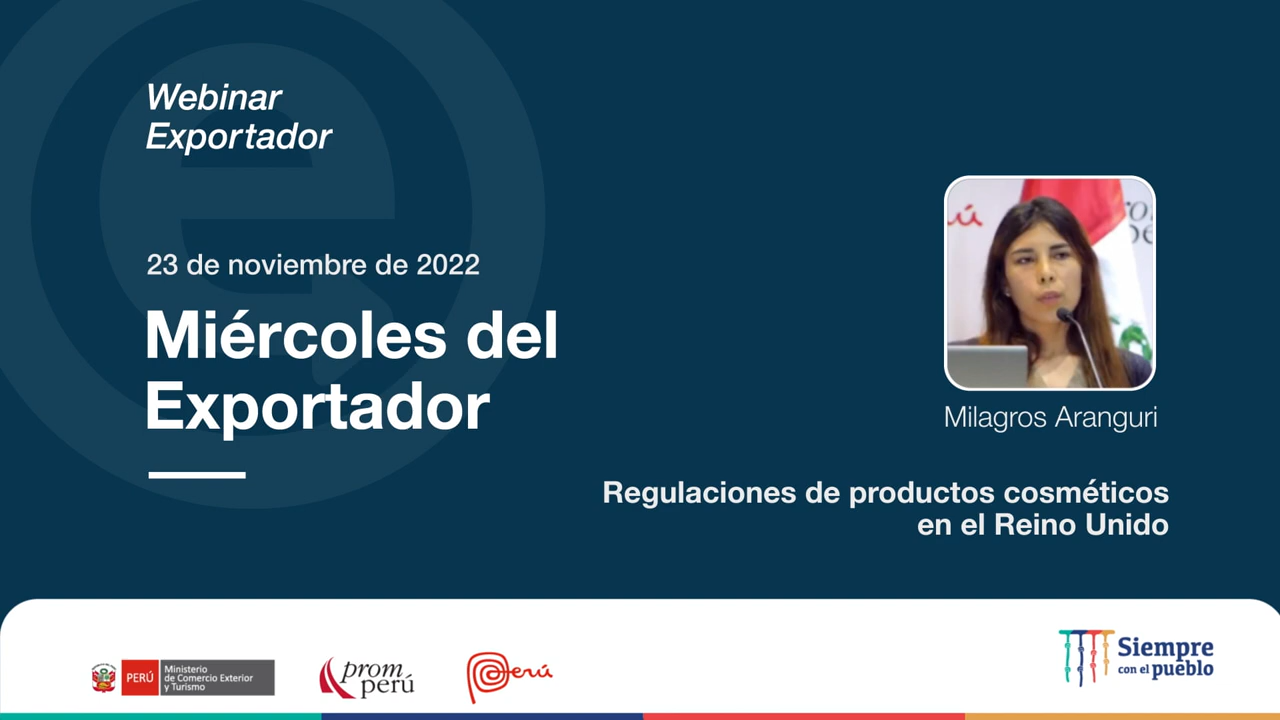 Webinar
Exportador
23 de noviembre de 2022
Miércoles del
Exportador
Milagros Aranguri
Regulaciones de productos cosméticos
en el Reino Unido
PERÚ
Ministerio
de Comercio Exterior
y Turismo
prom
perú
Perú
Siempre
con el pueblo